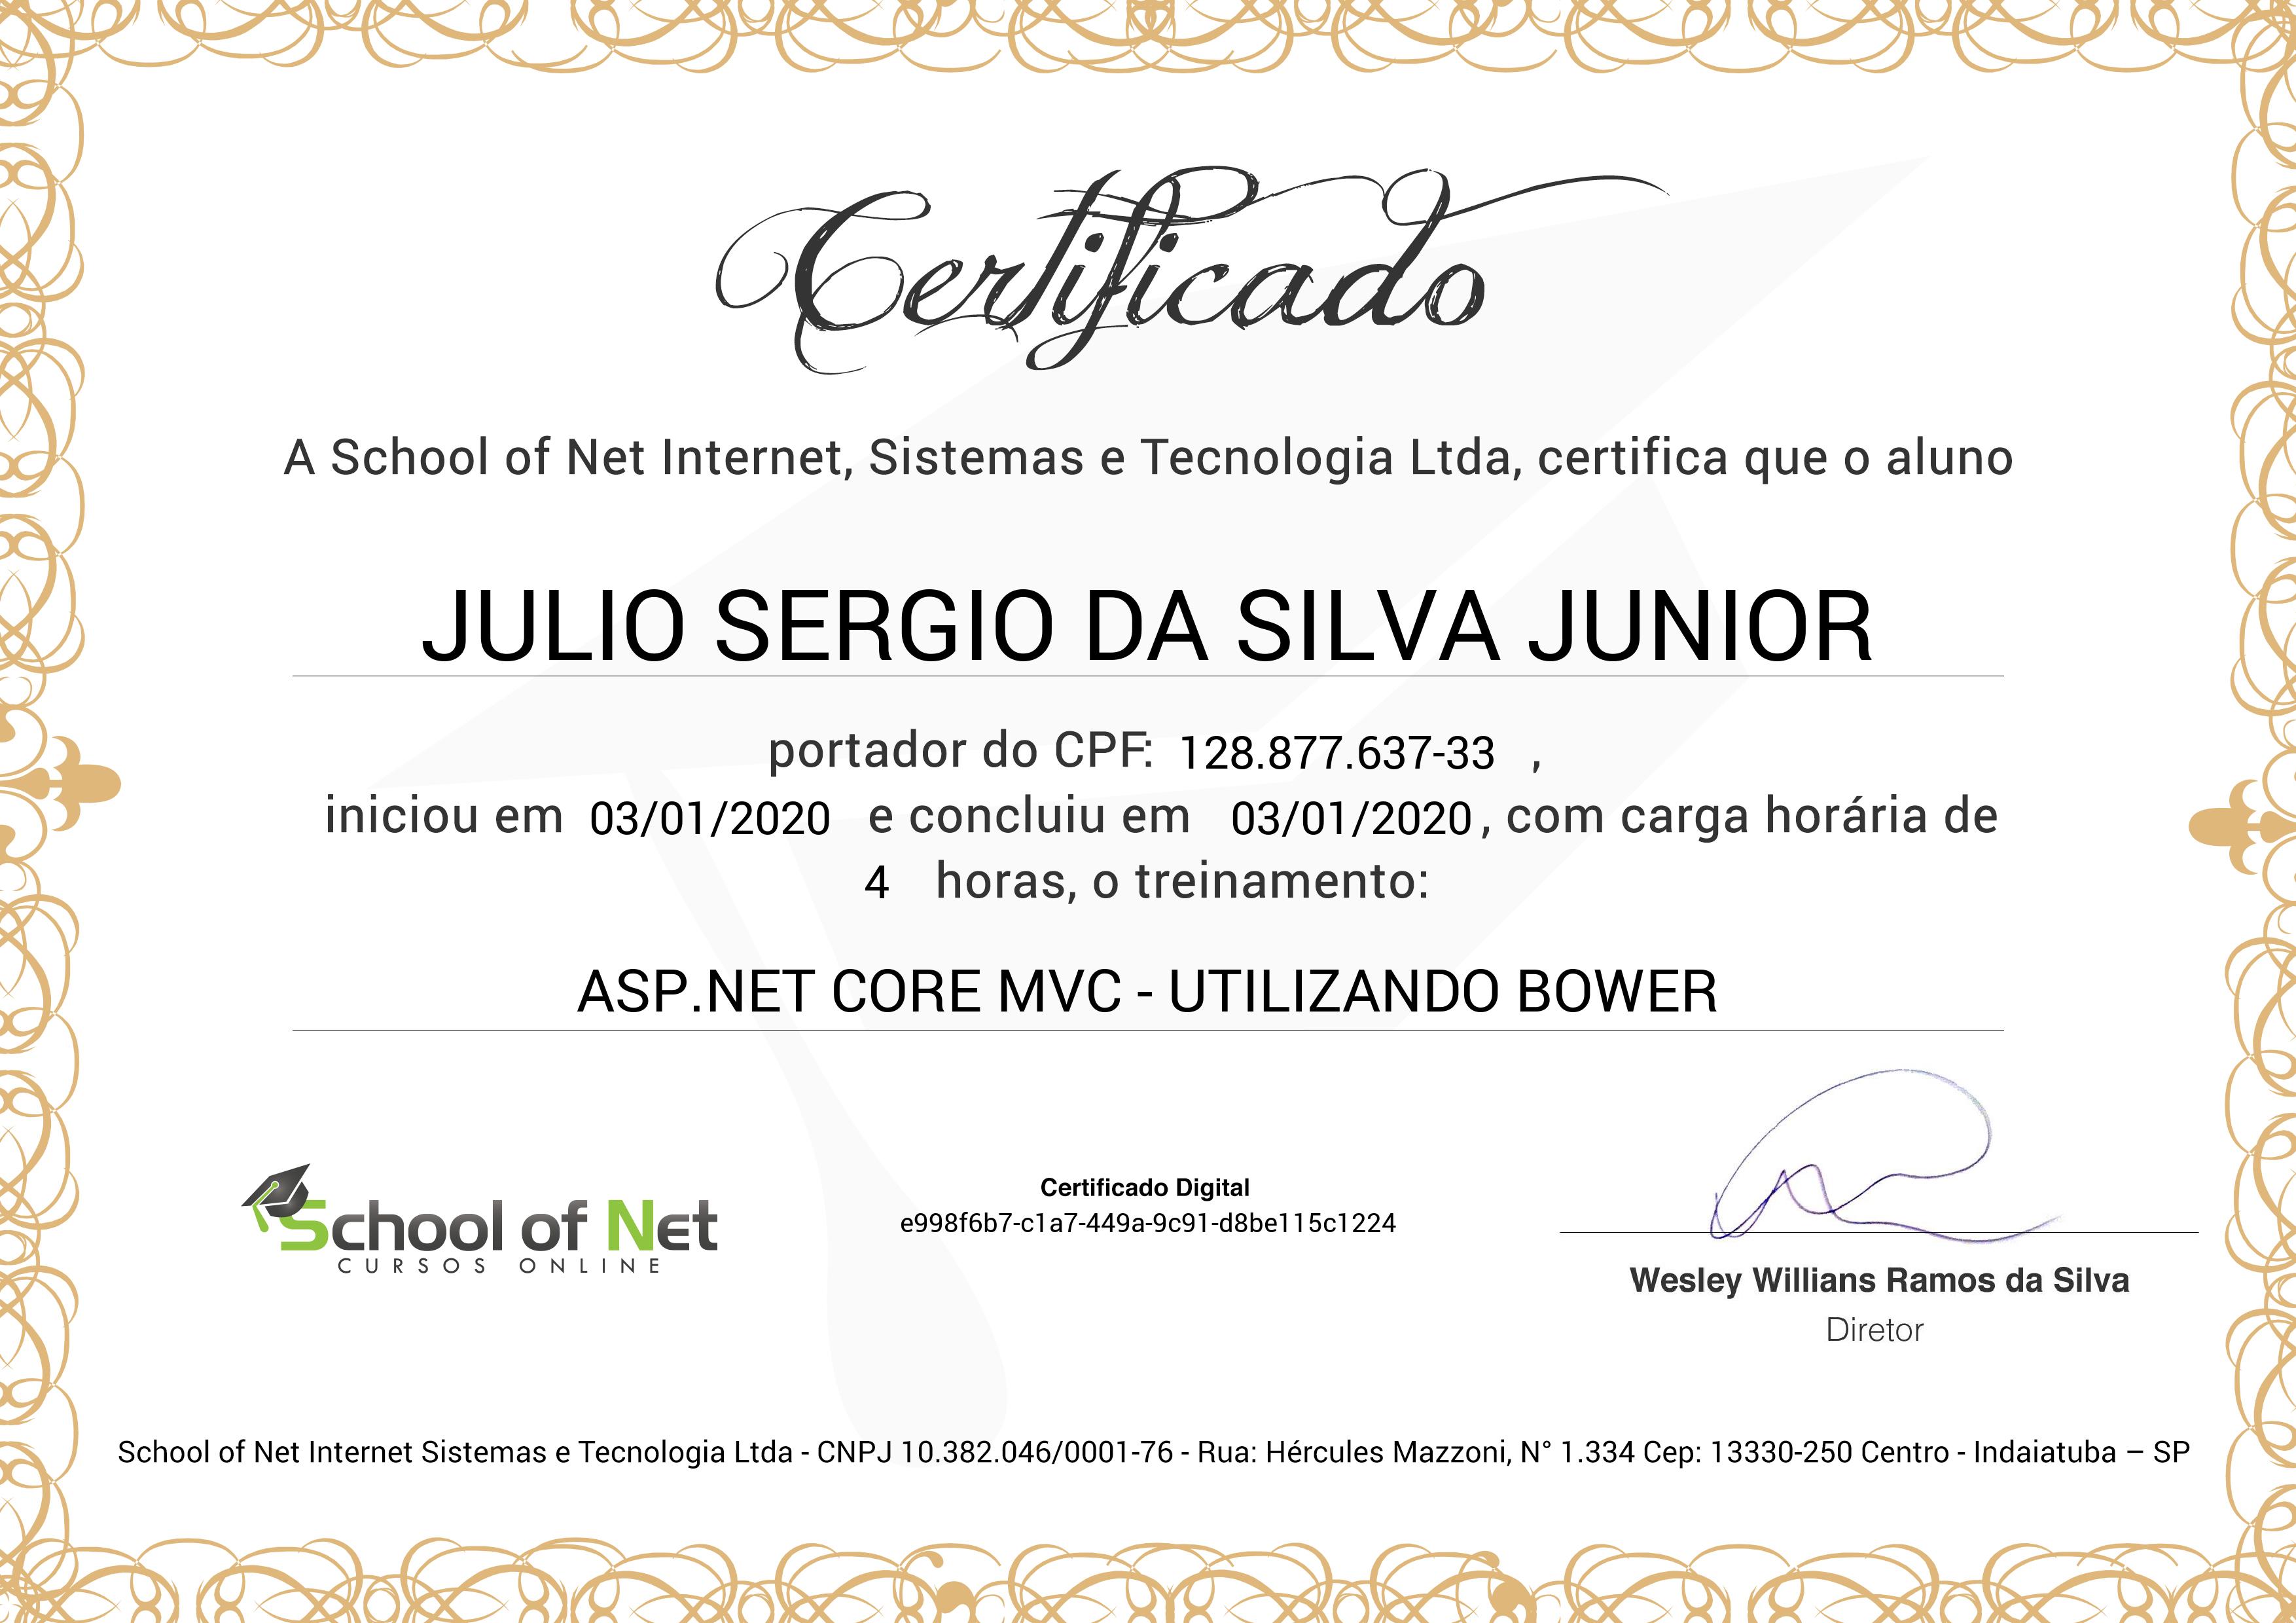 Certificado
A School of Net Internet, Sistemas e Tecnologia Ltda, certifica que o aluno
JULIO SERGIO DA SILVA JUNIOR
portador do CPF: 128.877.637-33 ,
iniciou em 03/01/2020 e concluiu em 03/01/2020, com carga horária de
4 horas, o treinamento:
ASP.NET CORE MVC - UTILIZANDO BOWER
School of Net
CURSOS ONLINE
Certificado Digital
e998f6b7-c1a7-449a-9c91-d8be115c1224
Wesley Willians Ramos da Silva
Diretor
School of Net Internet Sistemas e Tecnologia Ltda - CNPJ 10.382.046/0001-76 - Rua: Hércules Mazzoni, N° 1.334 Cep: 13330-250 Centro - Indaiatuba – SP